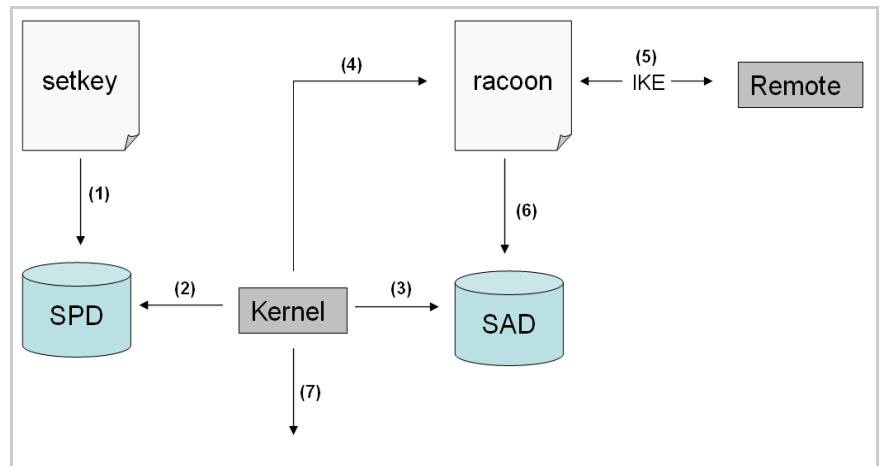 setkey
(4)
racoon
(5)
IKE
Remote
(1)
(6)
SPD
(2)
Kernel
(3)
SAD
(7)